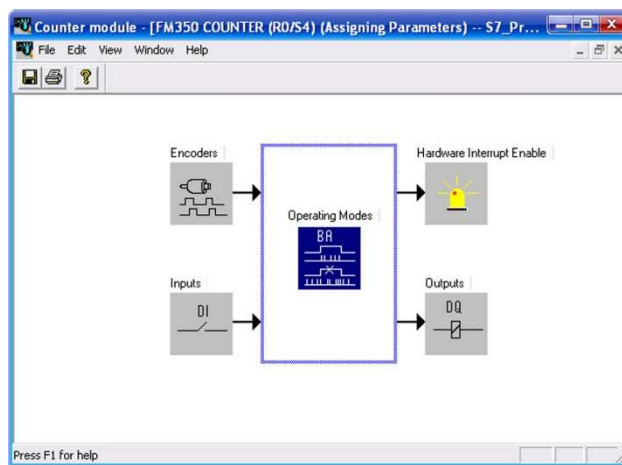 Counter module - [FM350 COUNTER (R0/S4) (Assigning Parameters) -- S7_Pr...
File Edit View Window Help
Encoders
Hardware Interrupt Enable
Operating Modes
BA
Inputs
Outputs
DI
DQ
Press F1 for help